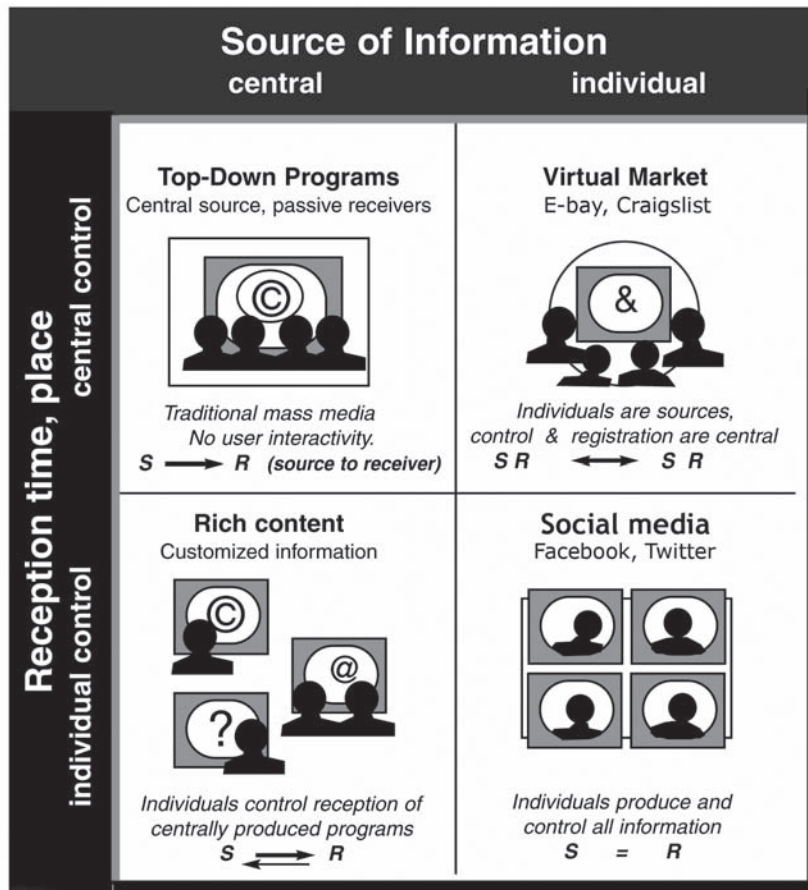 Source of Information
central individual
Reception time, place
central control
individual control
Top-Down Programs
Central source, passive receivers
©
Traditional mass media
No user interactivity.
S → R (source to receiver)
Virtual Market
E-bay, Craigslist
&
Individuals are sources,
control & registration are central
S R ↔ S R
Rich content
Customized information
©
@
?
Individuals control reception of
centrally produced programs
S ⇄ R
Social media
Facebook, Twitter
Individuals produce and
control all information
S = R